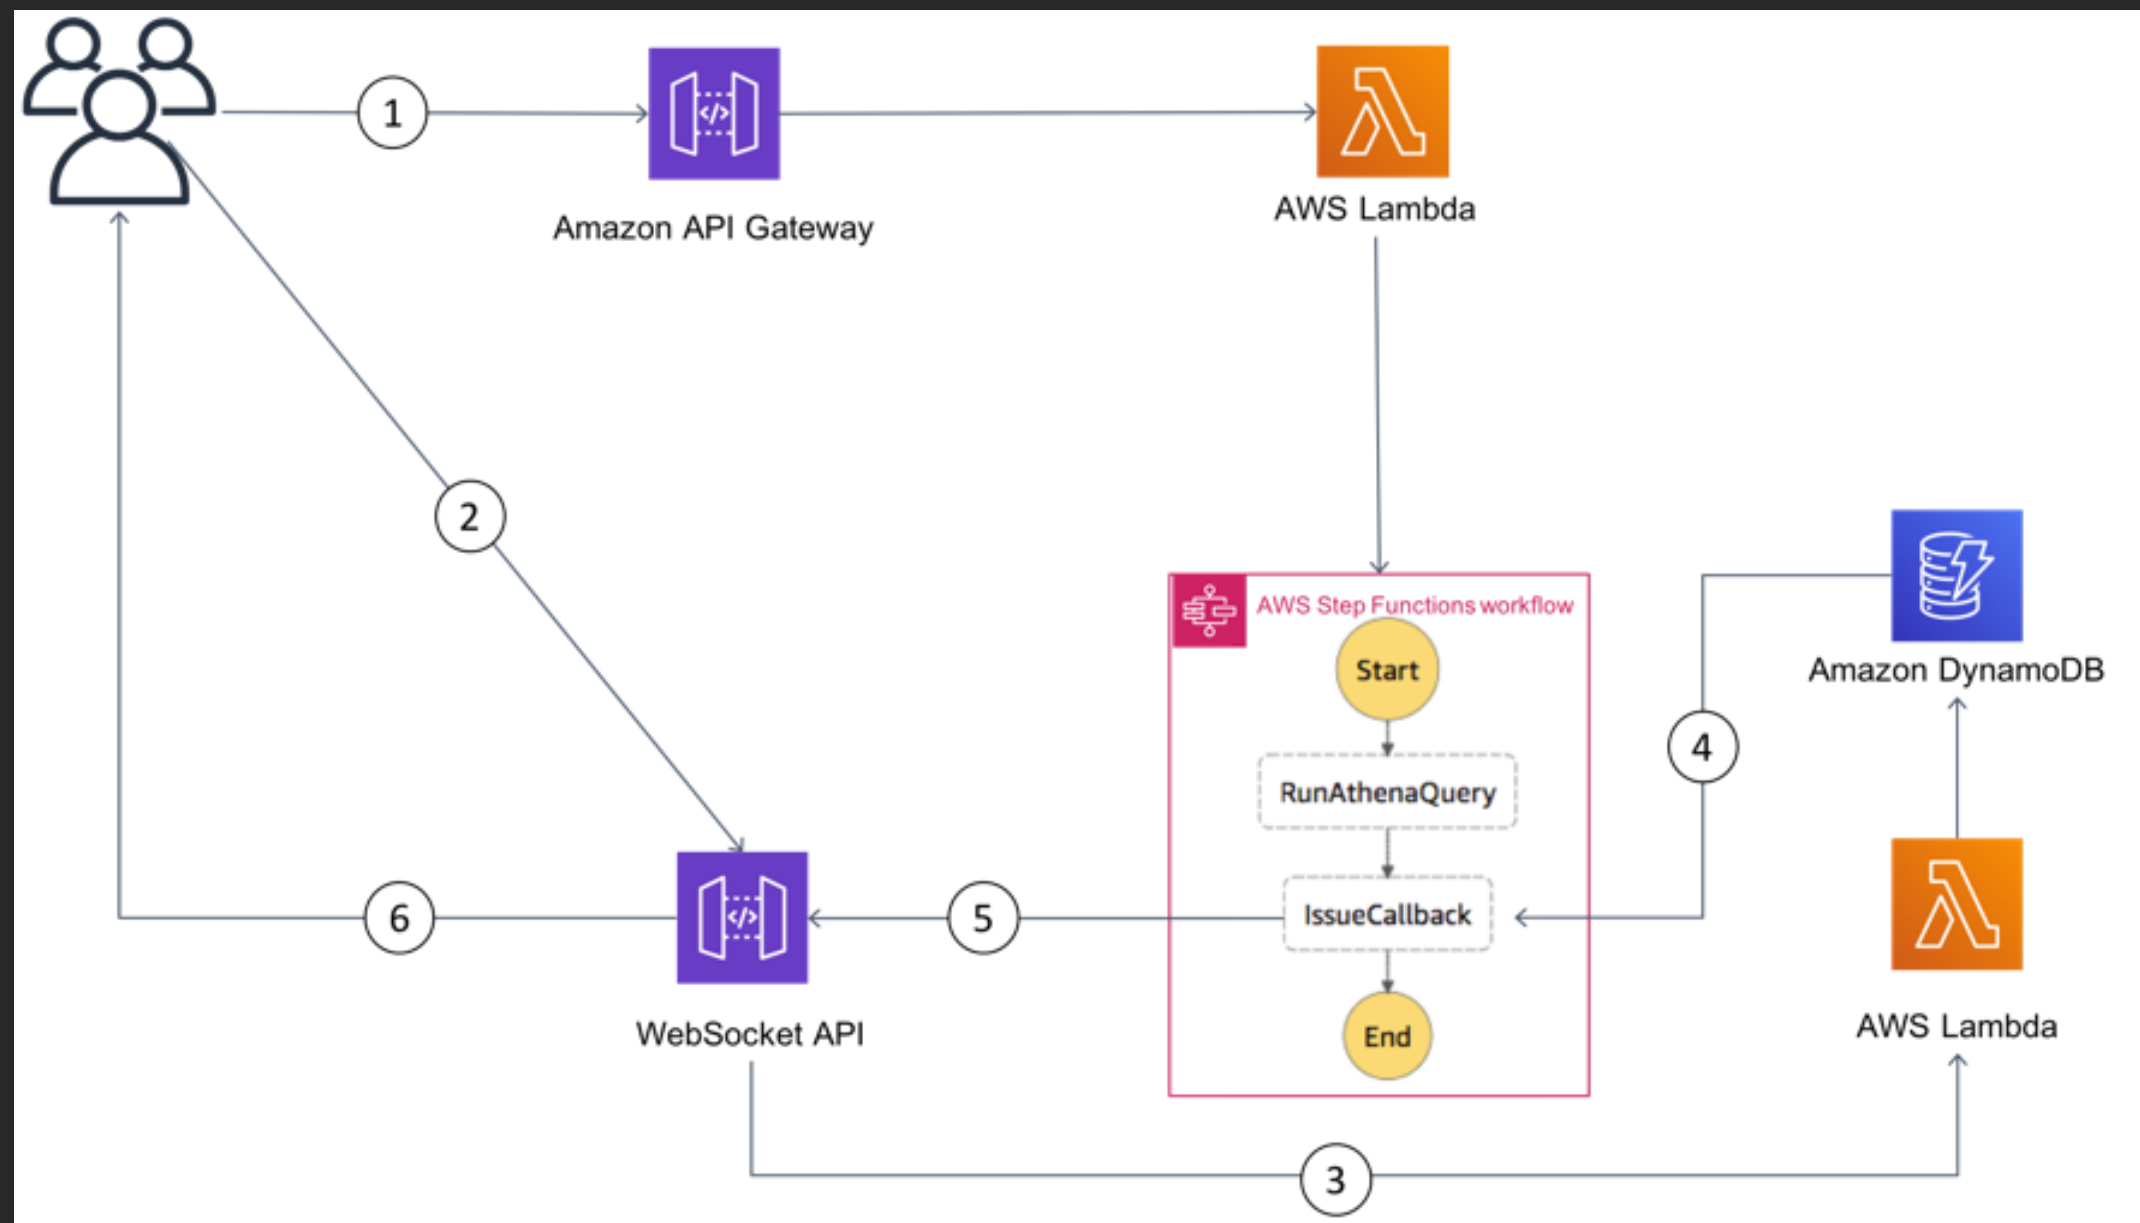 1
</>
Amazon API Gateway
AWS Lambda
2
AWS Step Functions workflow
Start
RunAthenaQuery
IssueCallback
End
Amazon DynamoDB
4
AWS Lambda
6
</>
WebSocket API
5
3